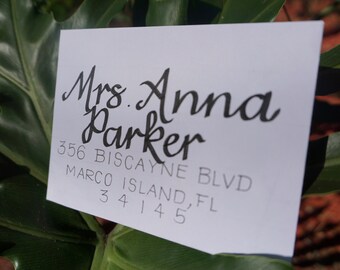 Mrs. Anna
Parker
356 BISCAYNE BLVD
MARCO ISLAND, FL
34145